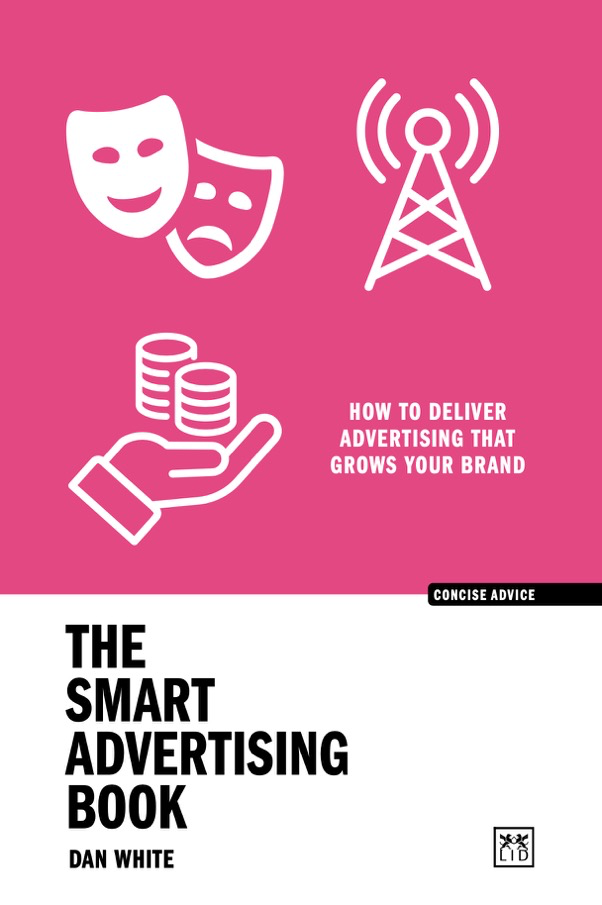 HOW TO DELIVER
ADVERTISING THAT
GROWS YOUR BRAND
CONCISE ADVICE
THE
SMART
ADVERTISING
BOOK
DAN WHITE
LID